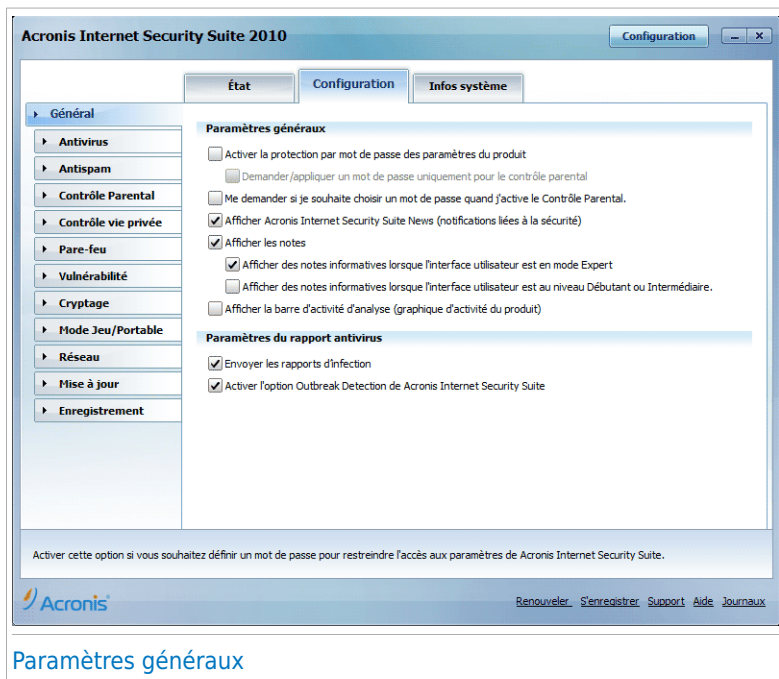 Acronis Internet Security Suite 2010
Configuration
État
Configuration
Infos système
Général
Antivirus
Antispam
Contrôle Parental
Contrôle vie privée
Pare-feu
Vulnérabilité
Cryptage
Mode Jeu/Portable
Réseau
Mise à jour
Enregistrement
Paramètres généraux
Activer la protection par mot de passe des paramètres du produit
Demander/appliquer un mot de passe uniquement pour le contrôle parental
Me demander si je souhaite choisir un mot de passe quand j'active le Contrôle Parental.
Afficher Acronis Internet Security Suite News (notifications liées à la sécurité)
Afficher les notes
Afficher des notes informatives lorsque l'interface utilisateur est en mode Expert
Afficher des notes informatives lorsque l'interface utilisateur est au niveau Débutant ou Intermédiaire.
Afficher la barre d'activité d'analyse (graphique d'activité du produit)
Paramètres du rapport antivirus
Envoyer les rapports d'infection
Activer l'option Outbreak Detection de Acronis Internet Security Suite
Activer cette option si vous souhaitez définir un mot de passe pour restreindre l'accès aux paramètres de Acronis Internet Security Suite.
Acronis
Renouveler S'enregistrer Support Aide Journaux
Paramètres généraux